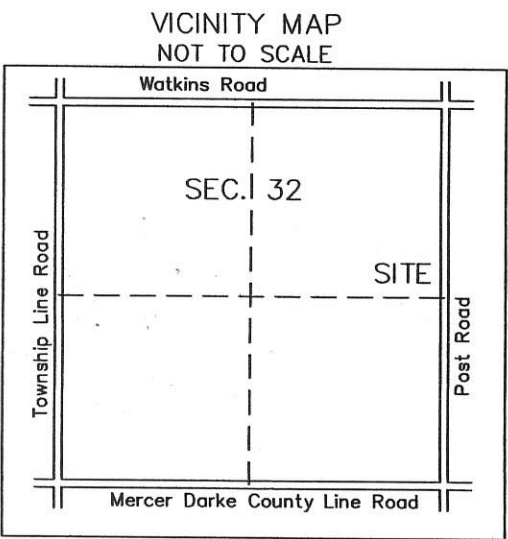 VICINITY MAP
NOT TO SCALE
Watkins Road
SEC. 32
SITE
Township Line Road
Post Road
Mercer Darke County Line Road